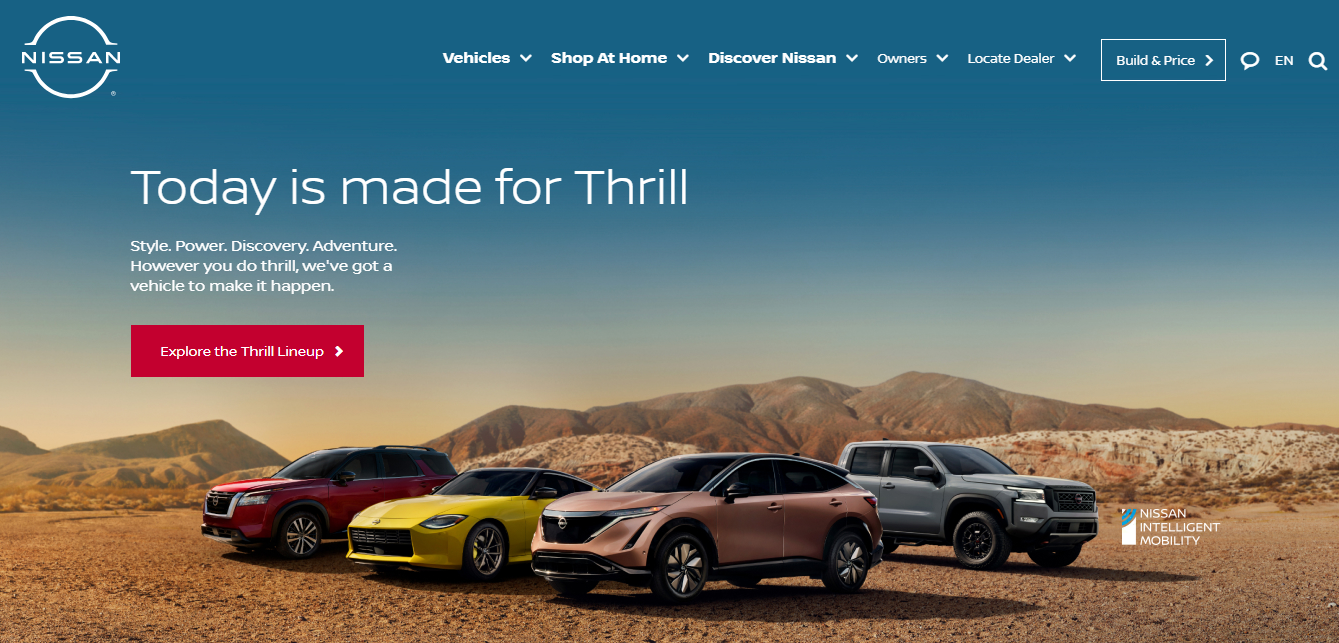 NISSAN
®
Vehicles
Shop At Home
Discover Nissan
Owners
Locate Dealer
Build & Price
EN
Today is made for Thrill
Style. Power. Discovery. Adventure.
However you do thrill, we've got a
vehicle to make it happen.
Explore the Thrill Lineup
NISSAN
INTELLIGENT
MOBILITY